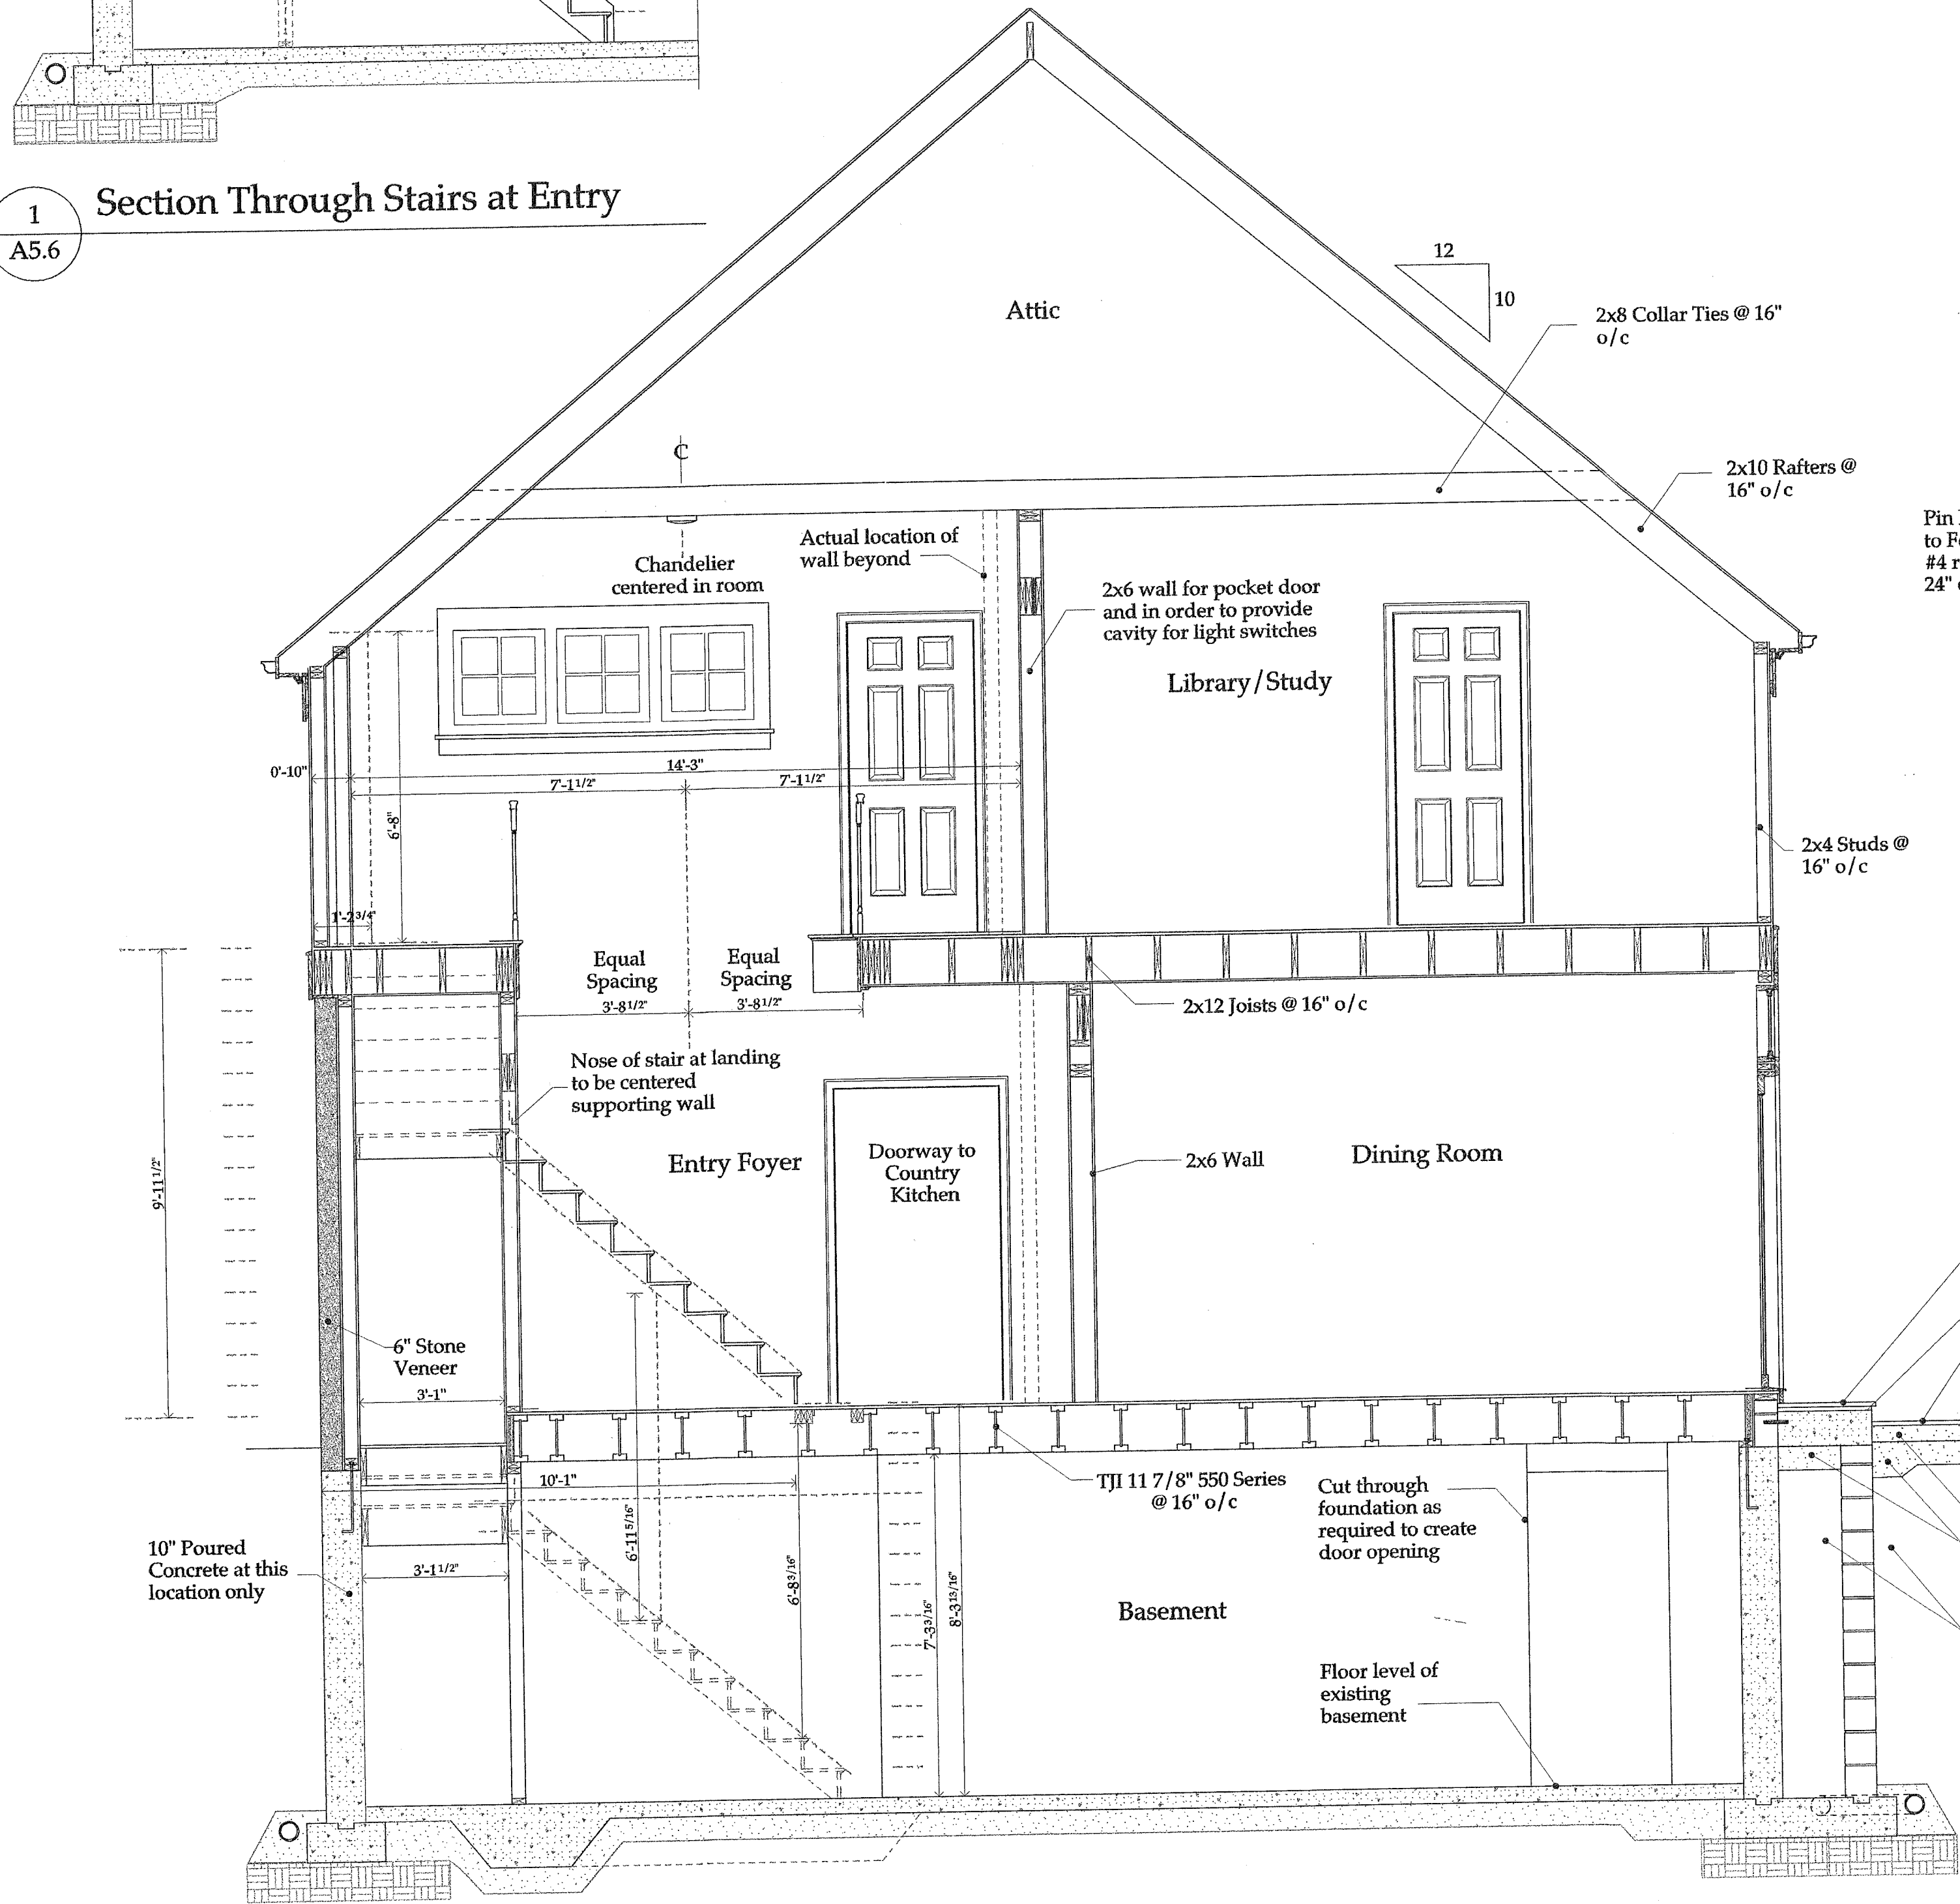 1
A5.6
Section Through Stairs at Entry
12
10
Attic
2x8 Collar Ties @ 16"
o/c
2x10 Rafters @
16" o/c
Pin
to
#4
24"
C
Chandelier
centered in room
Actual location of
wall beyond
2x6 wall for pocket door
and in order to provide
cavity for light switches
Library/Study
0'-10"
14'-3"
7'-1 1/2"
7'-1 1/2"
6'-8"
1'-2 3/4"
2x4 Studs @
16" o/c
Equal
Spacing
3'-8 1/2"
Equal
Spacing
3'-8 1/2"
2x12 Joists @ 16" o/c
Nose of stair at landing
to be centered
supporting wall
9'-11 1/2"
Entry Foyer
Doorway to
Country
Kitchen
2x6 Wall
Dining Room
6" Stone
Veneer
3'-1"
10'-1"
TJI 11 7/8" 550 Series
@ 16" o/c
Cut through
foundation as
required to create
door opening
10" Poured
Concrete at this
location only
3'-1 1/2"
6'-11 5/16"
6'-8 3/16"
7'-3 3/16"
8'-3 13/16"
Basement
Floor level of
existing
basement